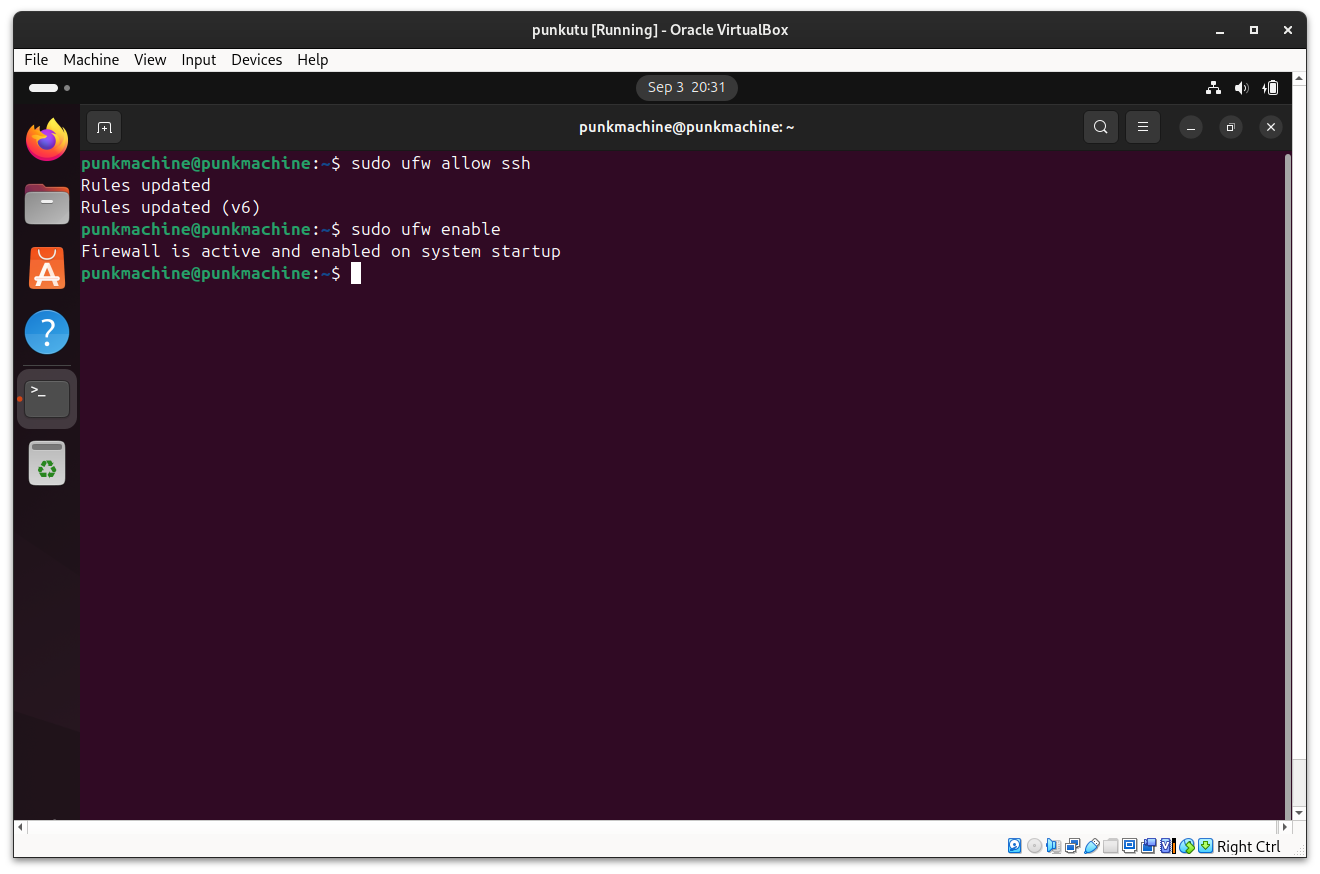 punkutu [Running] - Oracle VirtualBox
File Machine View Input Devices Help
Sep 3 20:31
punkmachine@punkmachine: ~
punkmachine@punkmachine:~$ sudo ufw allow ssh
Rules updated
Rules updated (v6)
punkmachine@punkmachine:~$ sudo ufw enable
Firewall is active and enabled on system startup
punkmachine@punkmachine:~$
Right Ctrl